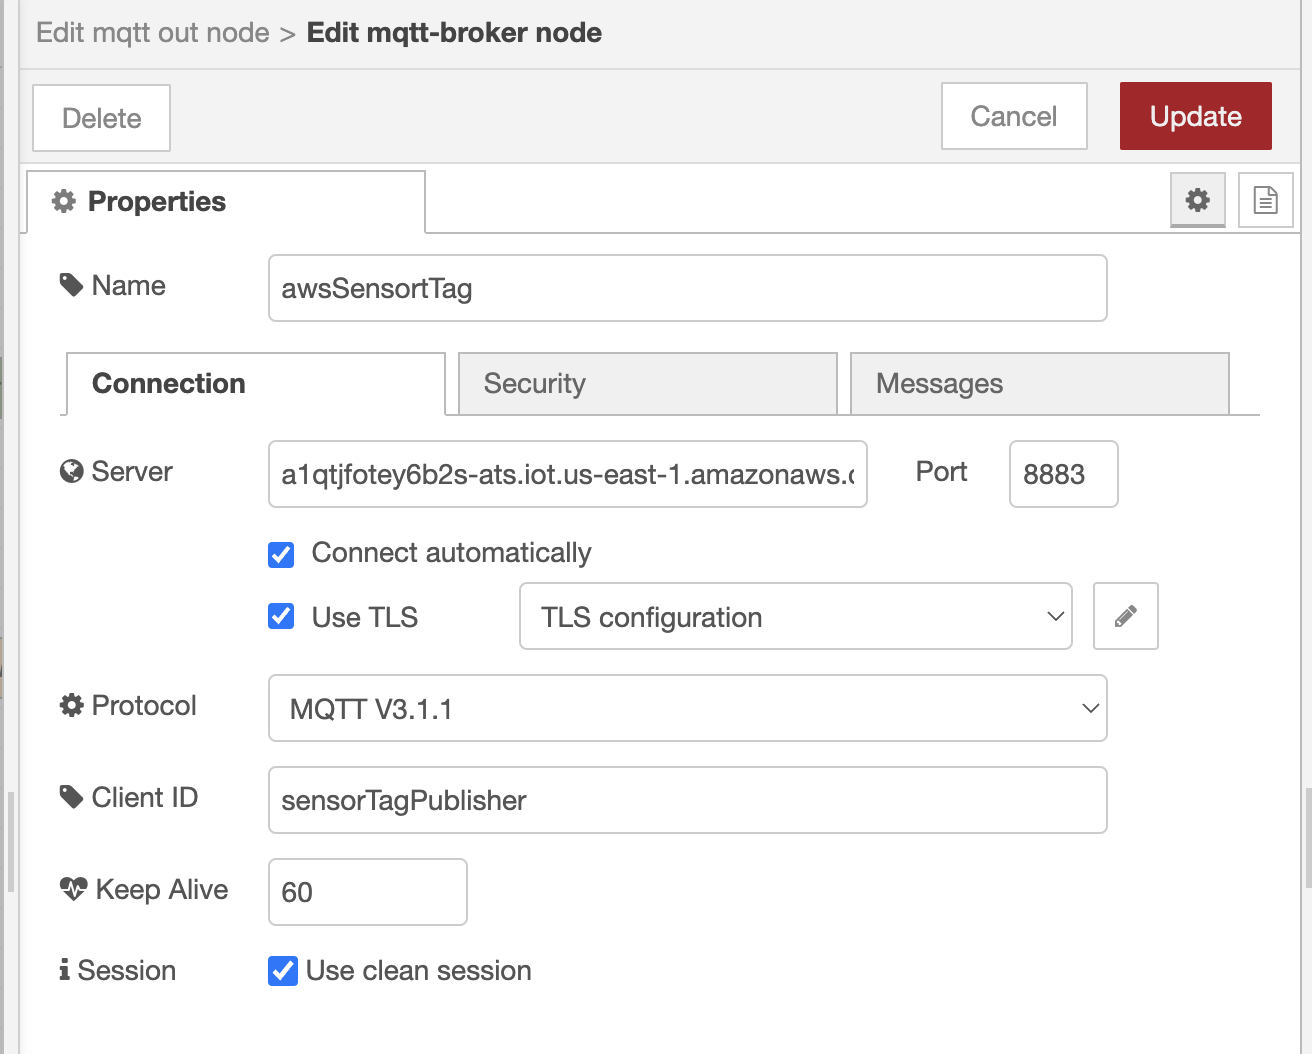 Edit mqtt out node > Edit mqtt-broker node
Delete
Cancel
Update
Properties
Name
awsSensortTag
Connection
Security
Messages
Server
a1qtjfotey6b2s-ats.iot.us-east-1.amazonaws.c
Port
8883
Connect automatically
Use TLS
TLS configuration
Protocol
MQTT V3.1.1
Client ID
sensorTagPublisher
Keep Alive
60
Session
Use clean session